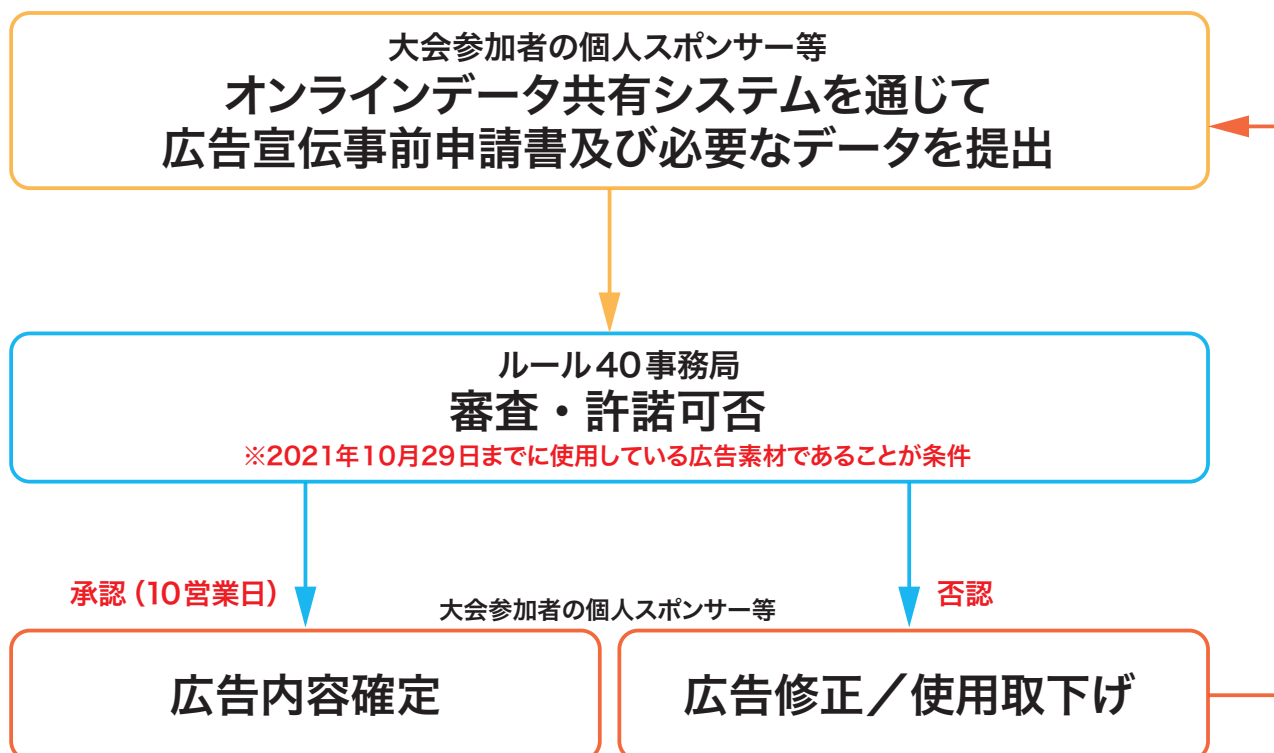 大会参加者の個人スポンサー等
オンラインデータ共有システムを通じて
広告宣伝事前申請書及び必要なデータを提出
ルール40事務局
審査・許諾可否
※2021年10月29日までに使用している広告素材であることが条件
承認（10営業日）
否認
大会参加者の個人スポンサー等
広告内容確定
広告修正／使用取下げ